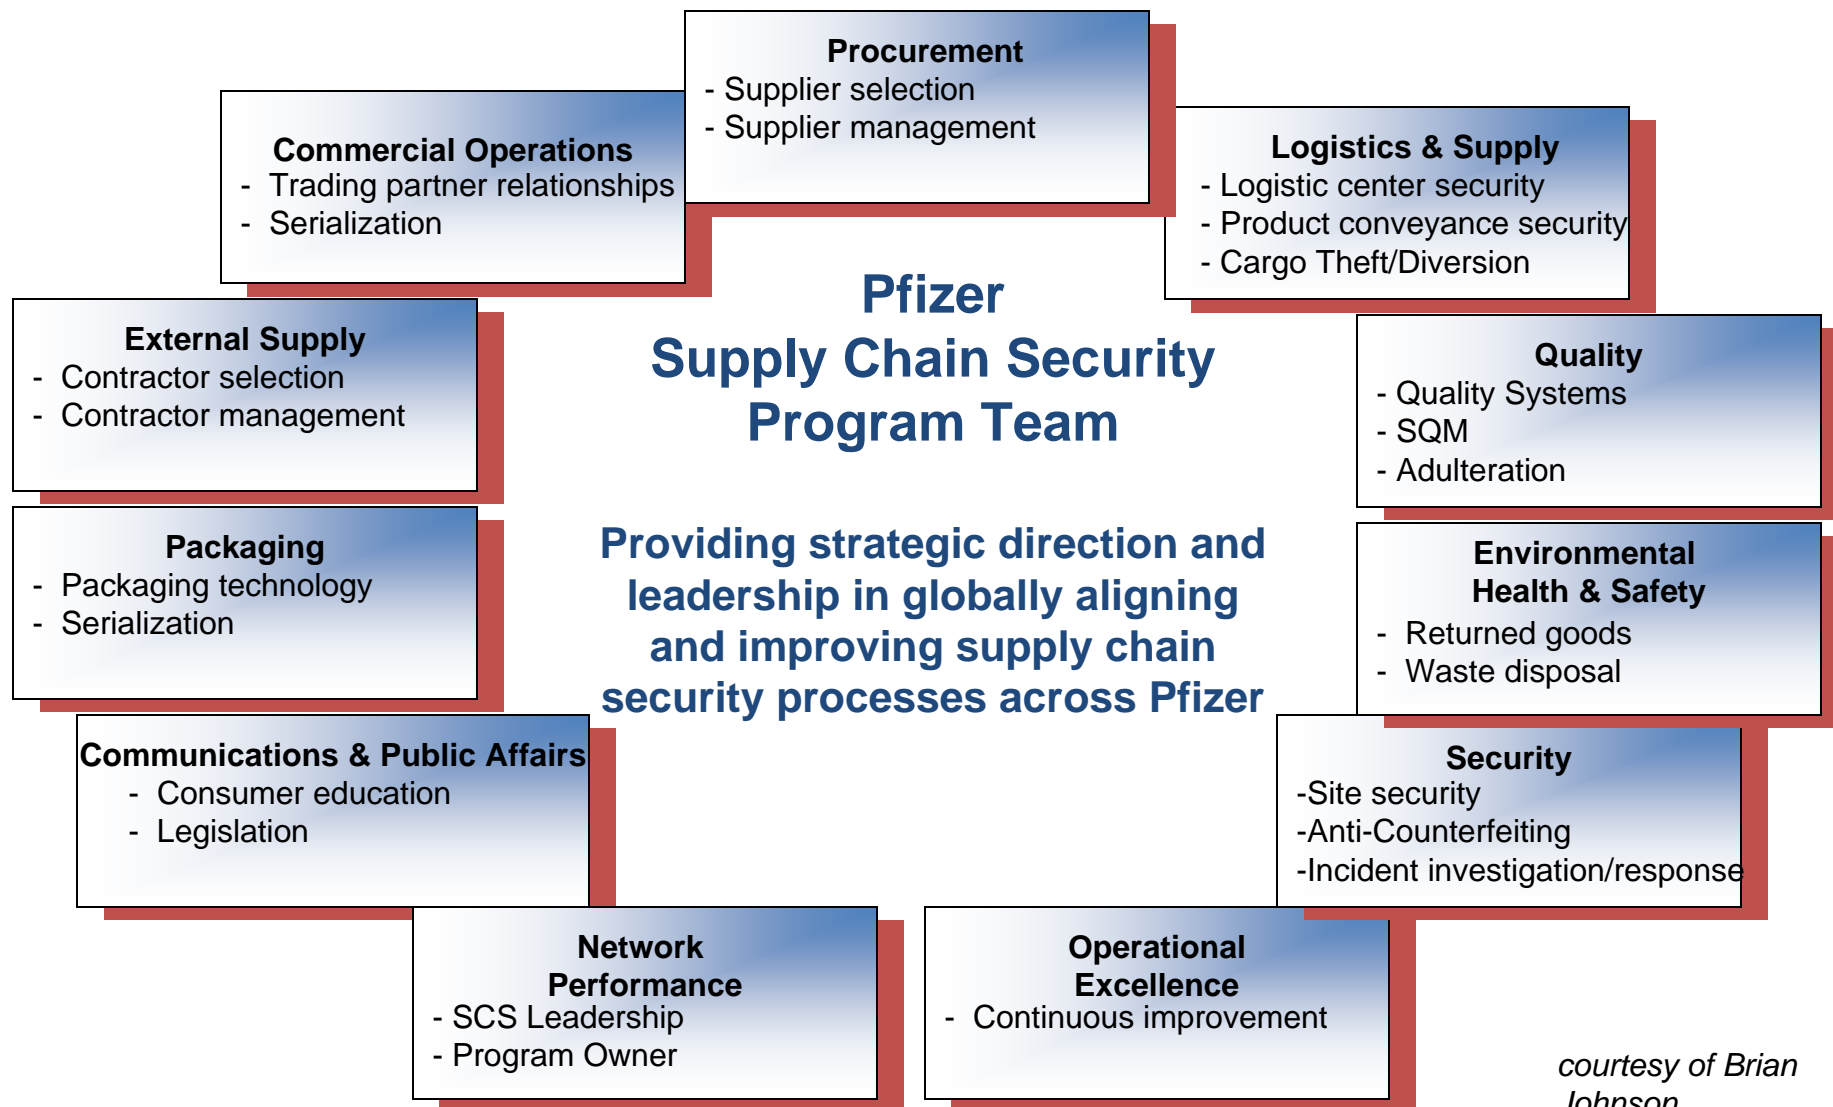 Procurement
- Supplier selection
- Supplier management
Commercial Operations
- Trading partner relationships
- Serialization
Logistics & Supply
- Logistic center security
- Product conveyance security
- Cargo Theft/Diversion
Pfizer
Supply Chain Security
Program Team
External Supply
- Contractor selection
- Contractor management
Quality
- Quality Systems
- SQM
- Adulteration
Providing strategic direction and
leadership in globally aligning
and improving supply chain
security processes across Pfizer
Packaging
- Packaging technology
- Serialization
Environmental
Health & Safety
- Returned goods
- Waste disposal
Communications & Public Affairs
- Consumer education
- Legislation
Security
-Site security
-Anti-Counterfeiting
-Incident investigation/response
Network
Performance
- SCS Leadership
- Program Owner
Operational
Excellence
- Continuous improvement
courtesy of Brian
Johnson